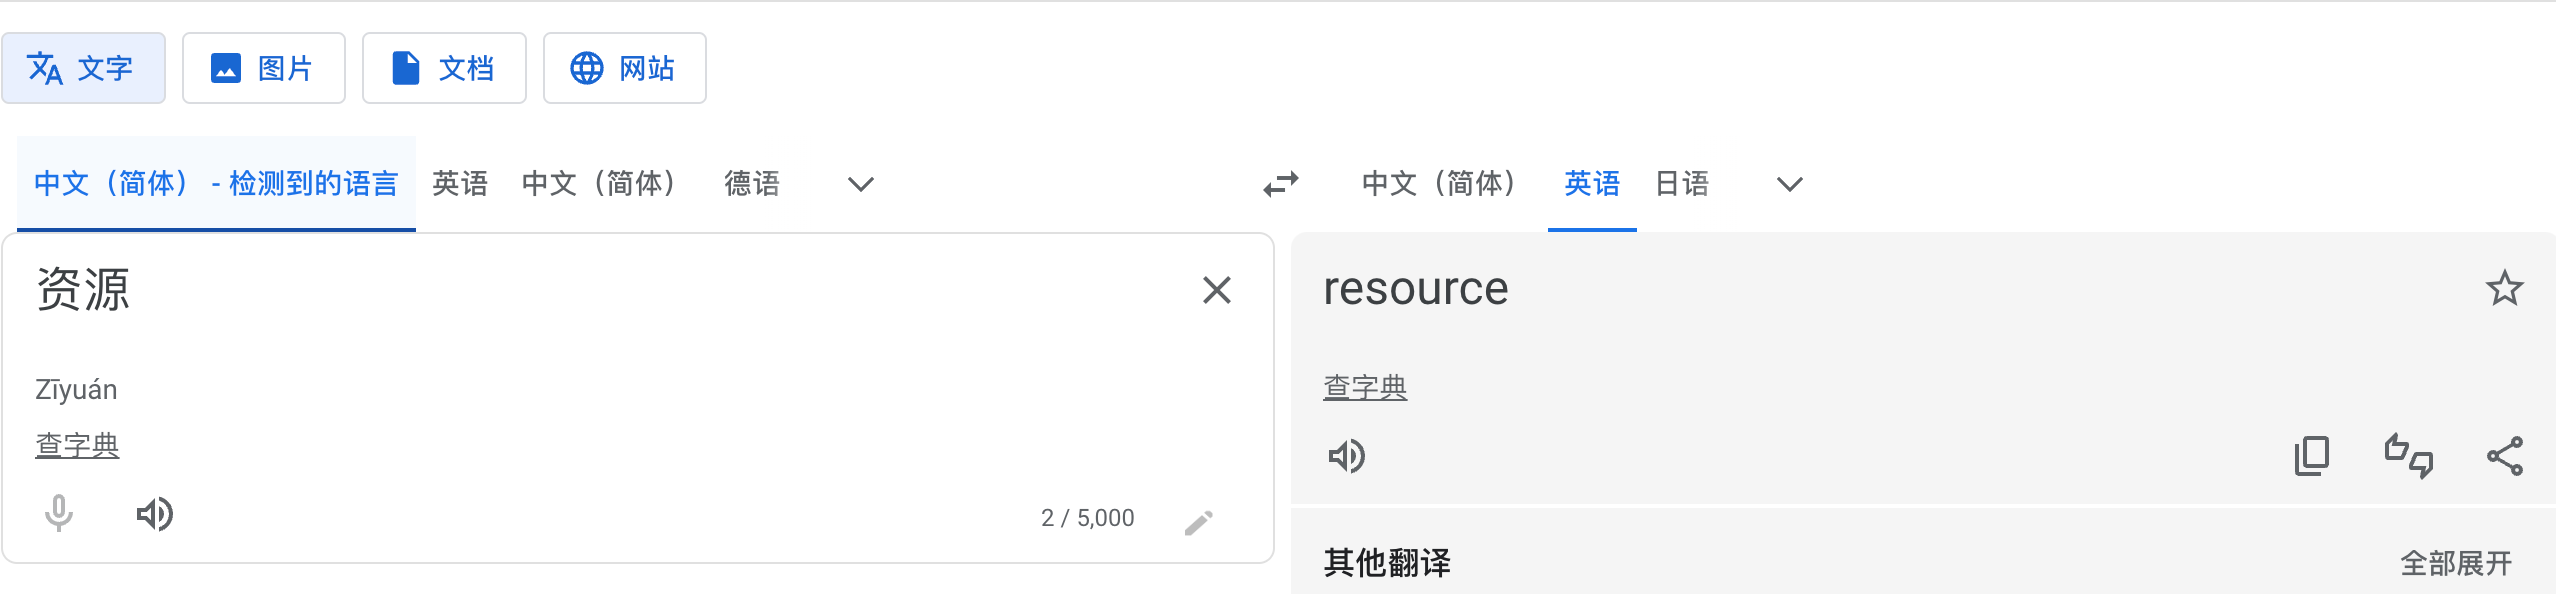 文字 图片 文档 网站
中文（简体） - 检测到的语言 英语 中文（简体） 德语 中文（简体） 英语 日语
资源
resource
Zīyuán
查字典
查字典
2 / 5,000
其他翻译 全部展开